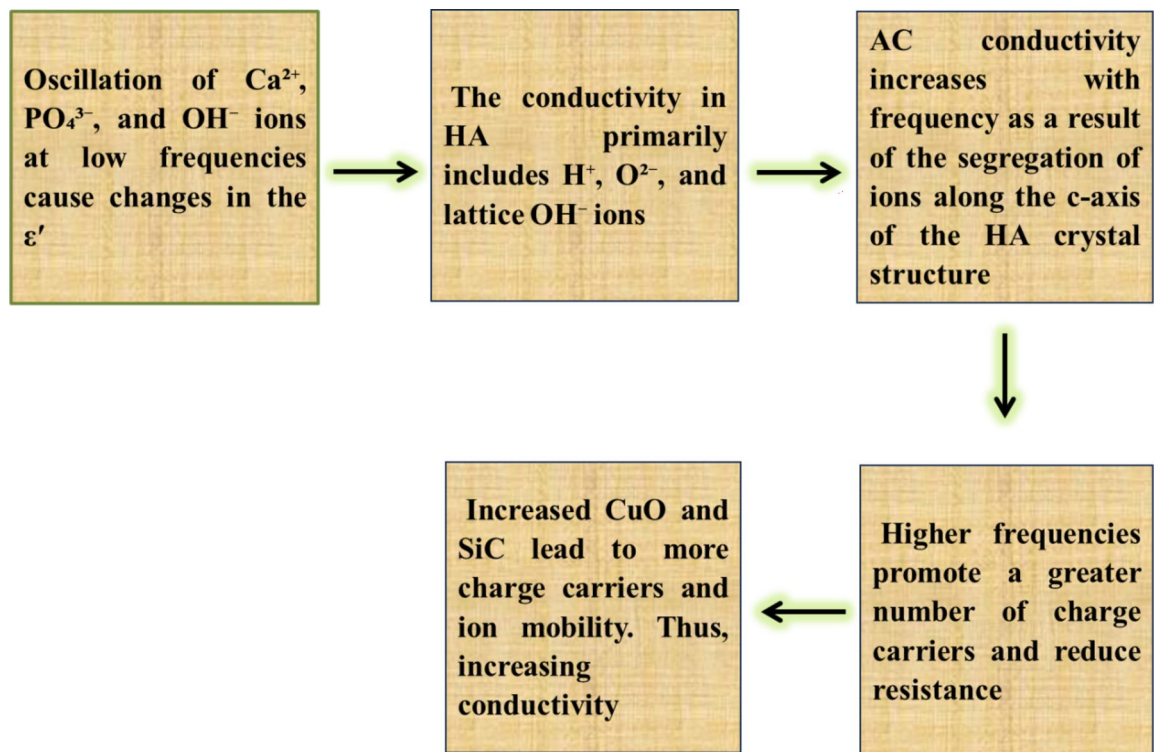 Oscillation of Ca²⁺,
PO₄³⁻, and OH⁻ ions
at low frequencies
cause changes in the
ε′
The conductivity in
HA primarily
includes H⁺, O²⁻, and
lattice OH⁻ ions
AC conductivity
increases with
frequency as a result
of the segregation of
ions along the c-axis
of the HA crystal
structure
Higher frequencies
promote a greater
number of charge
carriers and reduce
resistance
Increased CuO and
SiC lead to more
charge carriers and
ion mobility. Thus,
increasing
conductivity